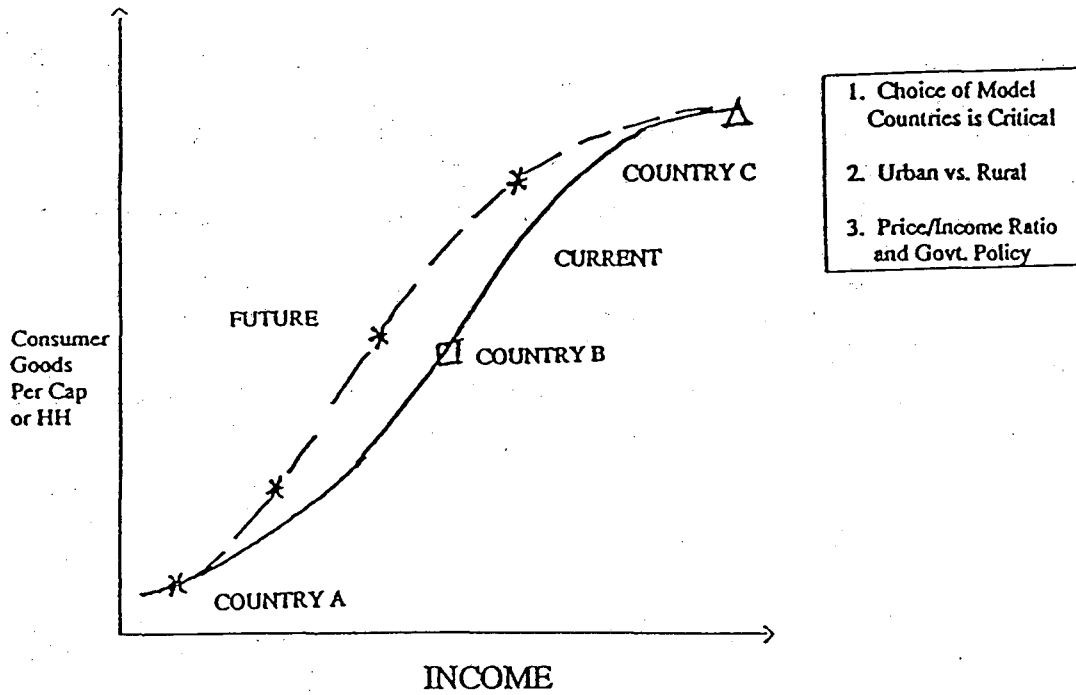 1. Choice of Model
Countries is Critical
2. Urban vs. Rural
3. Price/Income Ratio
and Govt. Policy
COUNTRY C
CURRENT
FUTURE
COUNTRY B
Consumer
Goods
Per Cap
or HH
COUNTRY A
INCOME